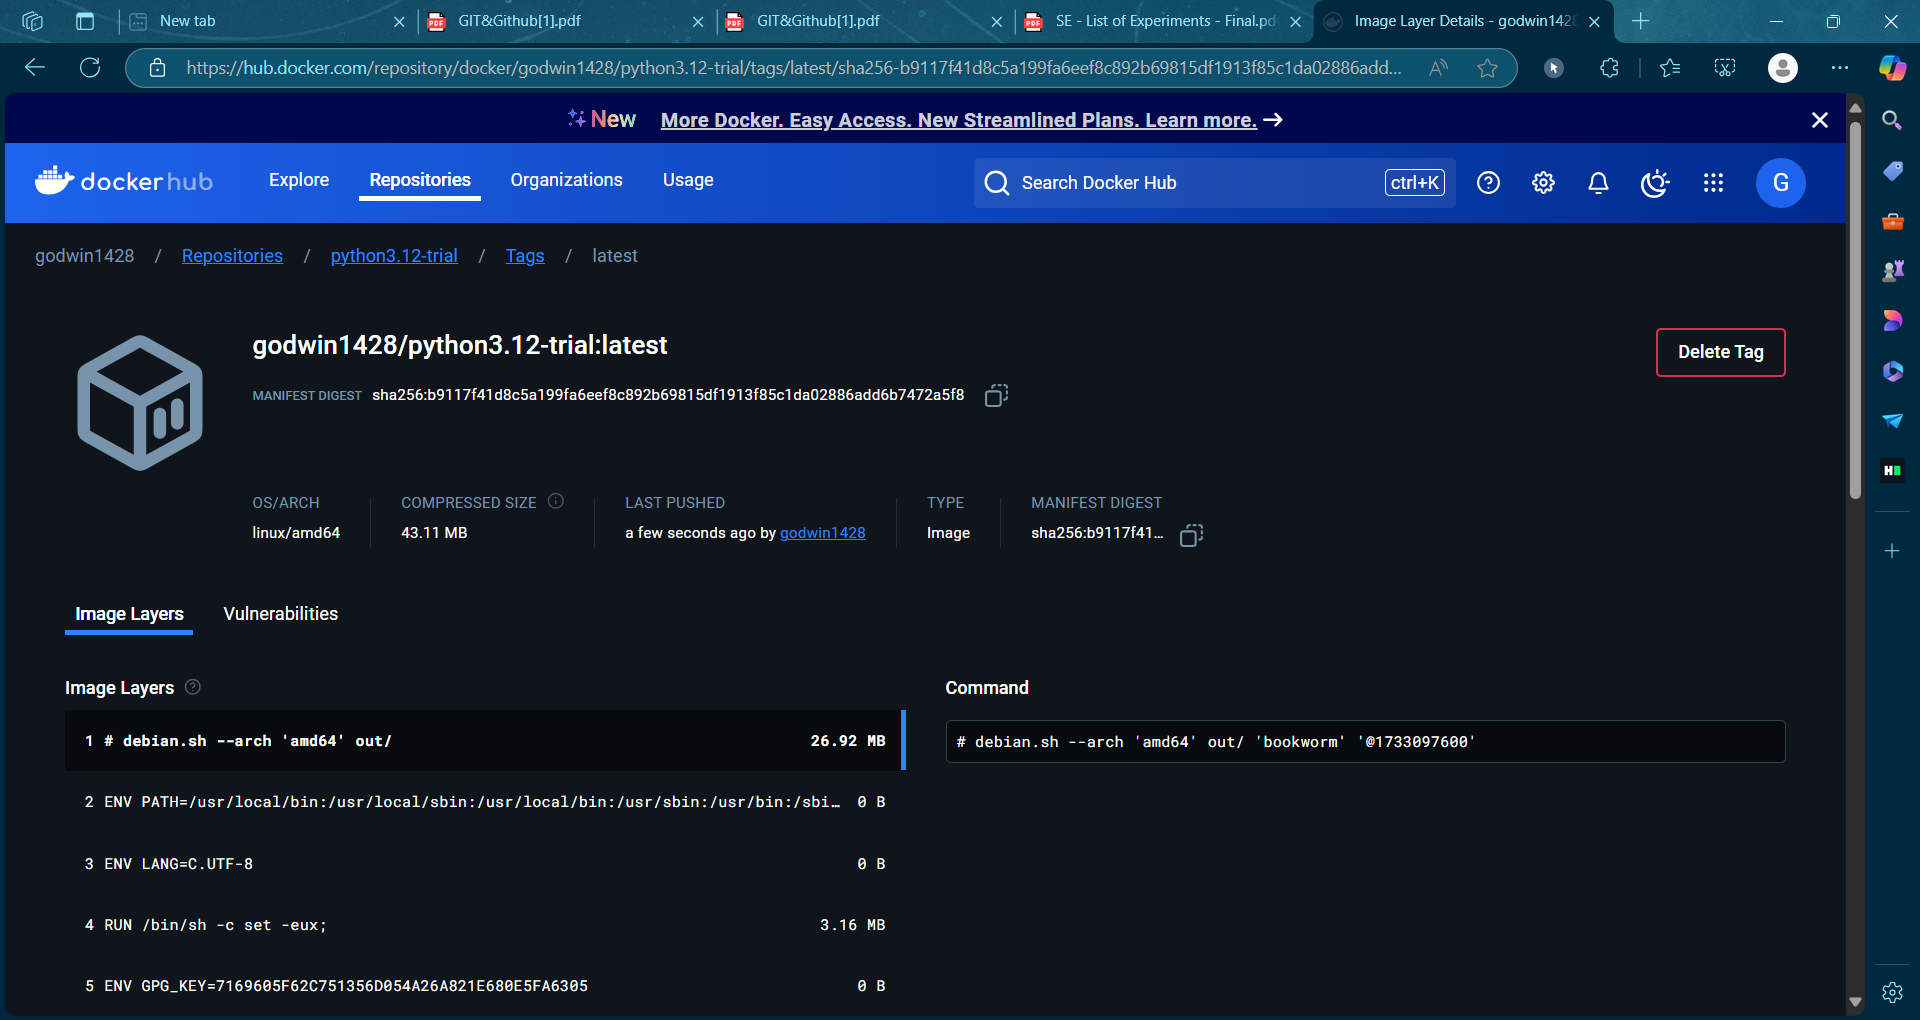 New tab
GIT&Github[1].pdf
GIT&Github[1].pdf
SE - List of Experiments - Final.pd
Image Layer Details - godwin142
https://hub.docker.com/repository/docker/godwin1428/python3.12-trial/tags/latest/sha256-b9117f41d8c5a199fa6eef8c892b69815df1913f85c1da02886add...
New More Docker. Easy Access. New Streamlined Plans. Learn more. →
dockerhub Explore Repositories Organizations Usage Search Docker Hub ctrl+K G
godwin1428 / Repositories / python3.12-trial / Tags / latest
godwin1428/python3.12-trial:latest
Delete Tag
MANIFEST DIGEST sha256:b9117f41d8c5a199fa6eef8c892b69815df1913f85c1da02886add6b7472a5f8
OS/ARCH
linux/amd64
COMPRESSED SIZE
43.11 MB
LAST PUSHED
a few seconds ago by godwin1428
TYPE
Image
MANIFEST DIGEST
sha256:b9117f41...
Image Layers Vulnerabilities
Image Layers
1 # debian.sh --arch 'amd64' out/ 26.92 MB
2 ENV PATH=/usr/local/bin:/usr/local/sbin:/usr/local/bin:/usr/sbin:/usr/bin:/sbi… 0 B
3 ENV LANG=C.UTF-8 0 B
4 RUN /bin/sh -c set -eux; 3.16 MB
5 ENV GPG_KEY=7169605F62C751356D054A26A821E680E5FA6305 0 B
Command
# debian.sh --arch 'amd64' out/ 'bookworm' '@1733097600'